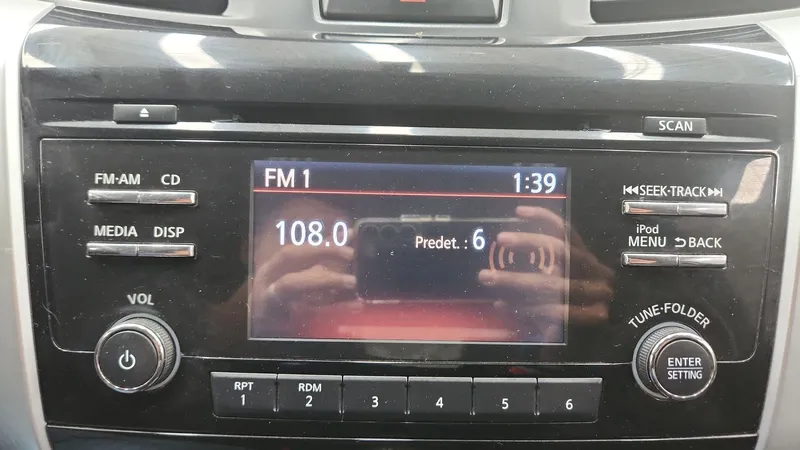 SCAN
FM·AM CD
FM 1 1:39
⏮SEEK·TRACK⏭
108.0 Predet. : 6
MEDIA DISP
iPod
MENU ⮌BACK
VOL
TUNE·FOLDER
ENTER
SETTING
RPT RDM
1 2 3 4 5 6